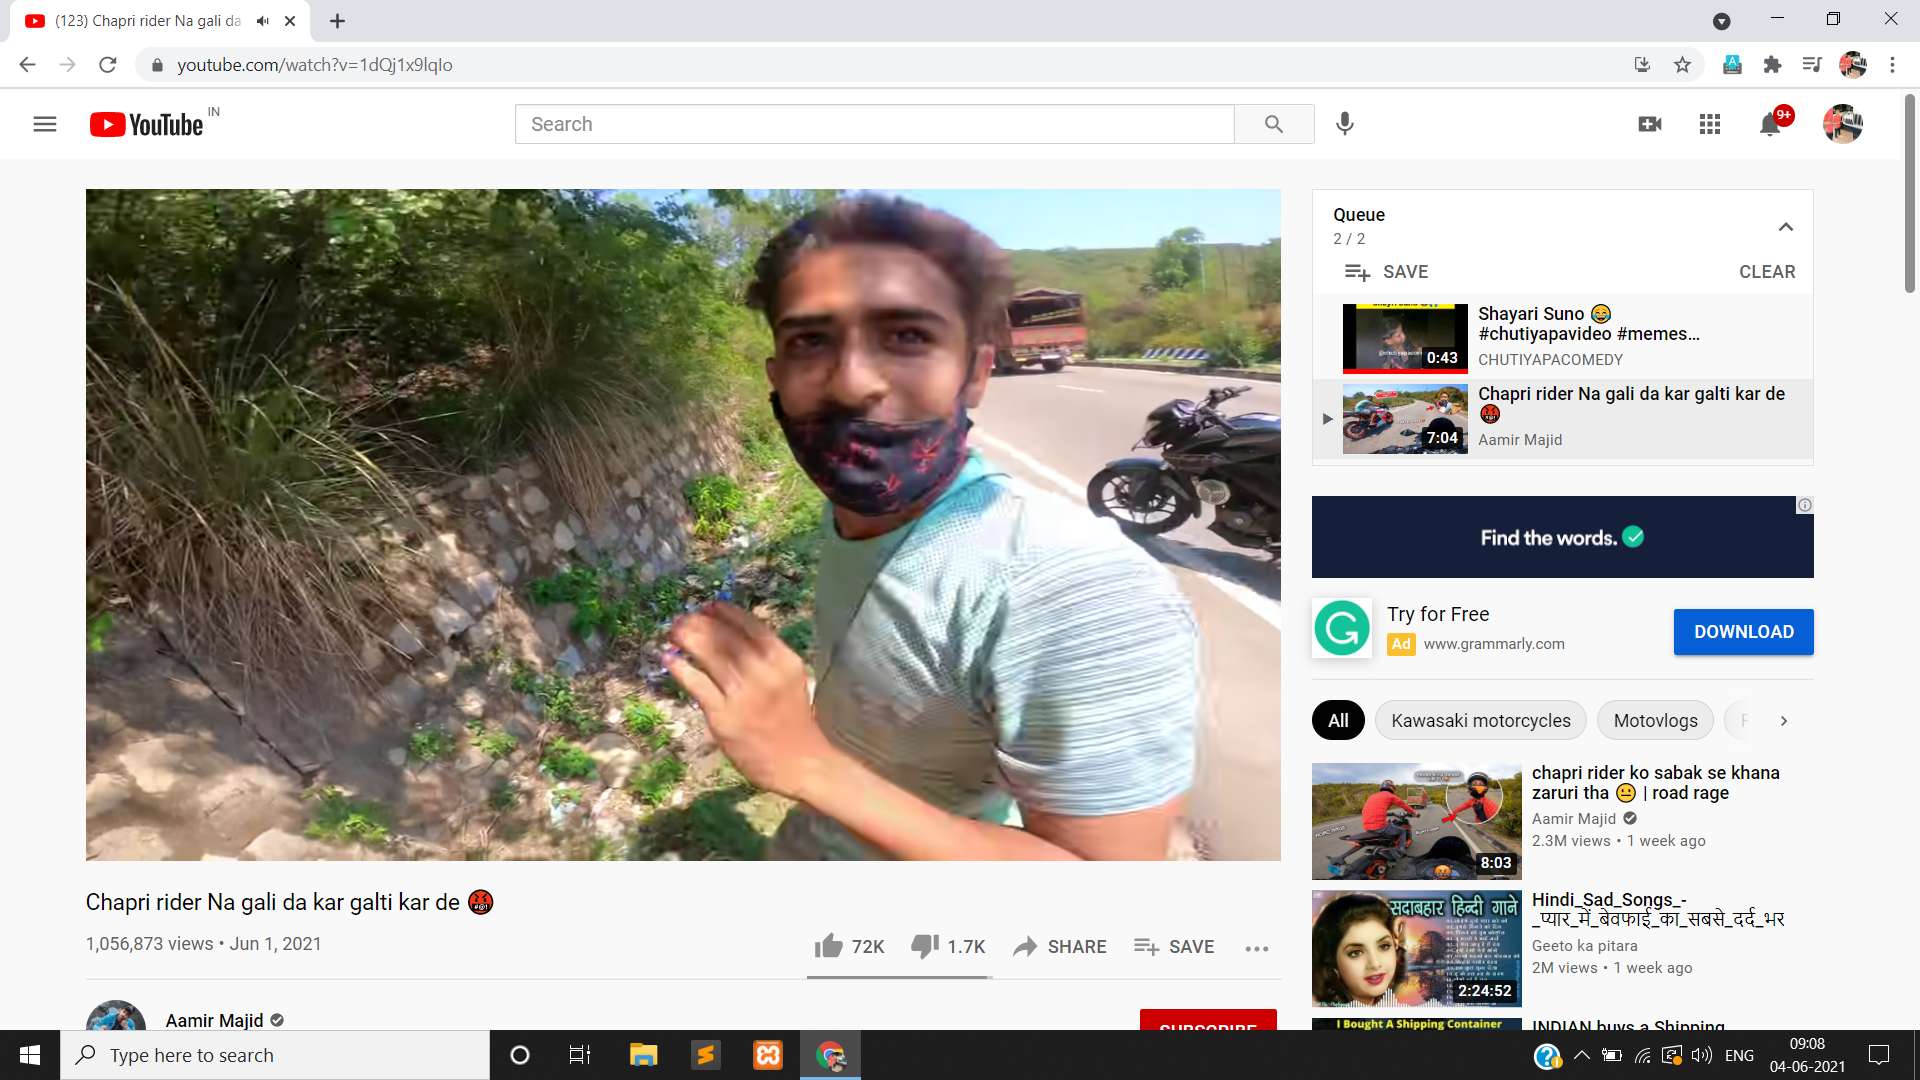 (123) Chapri rider Na gali da
youtube.com/watch?v=1dQj1x9lqIo
YouTube IN
Search
9+
Queue
2 / 2
SAVE
CLEAR
Shayari Suno 😂
#chutiyapavideo #memes...
CHUTIYAPACOMEDY
0:43
Chapri rider Na gali da kar galti kar de
🤬
Aamir Majid
7:04
Find the words.
Try for Free
Ad www.grammarly.com
DOWNLOAD
All
Kawasaki motorcycles
Motovlogs
chapri rider ko sabak se khana
zaruri tha 😐 | road rage
Aamir Majid
2.3M views • 1 week ago
8:03
सदाबहार हिन्दी गाने
2:24:52
Hindi_Sad_Songs_-
_प्यार_में_बेवफाई_का_सबसे_दर्द_भर
Geeto ka pitara
2M views • 1 week ago
I Bought A Shipping Container
INDIAN buys a Shipping
Chapri rider Na gali da kar galti kar de 🤬
1,056,873 views • Jun 1, 2021
72K
1.7K
SHARE
SAVE
Aamir Majid
SUBSCRIBE
Type here to search
ENG
09:08
04-06-2021